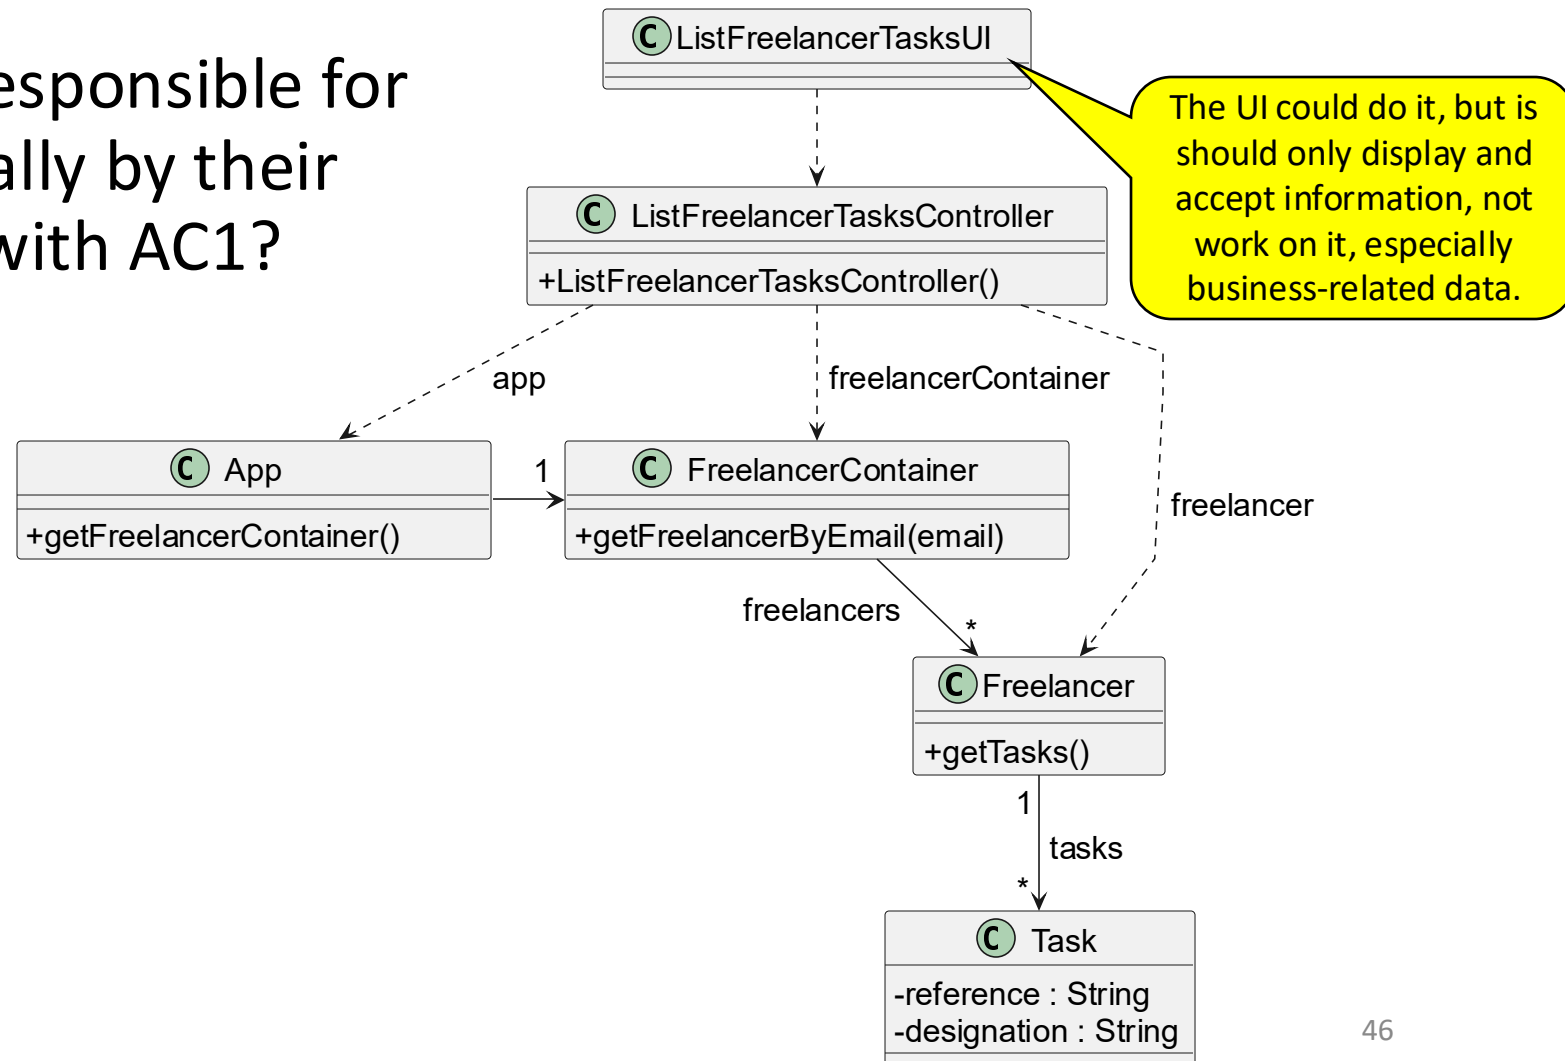 ListFreelancerTasksUI
esponsible for
ally by their
with AC1?
The UI could do it, but is
should only display and
accept information, not
work on it, especially
business-related data.
C ListFreelancerTasksController
+ListFreelancerTasksController()
app
freelancerContainer
C App
+getFreelancerContainer()
1
C FreelancerContainer
+getFreelancerByEmail(email)
freelancer
freelancers
*
C Freelancer
+getTasks()
1
tasks
*
C Task
-reference : String
-designation : String
46